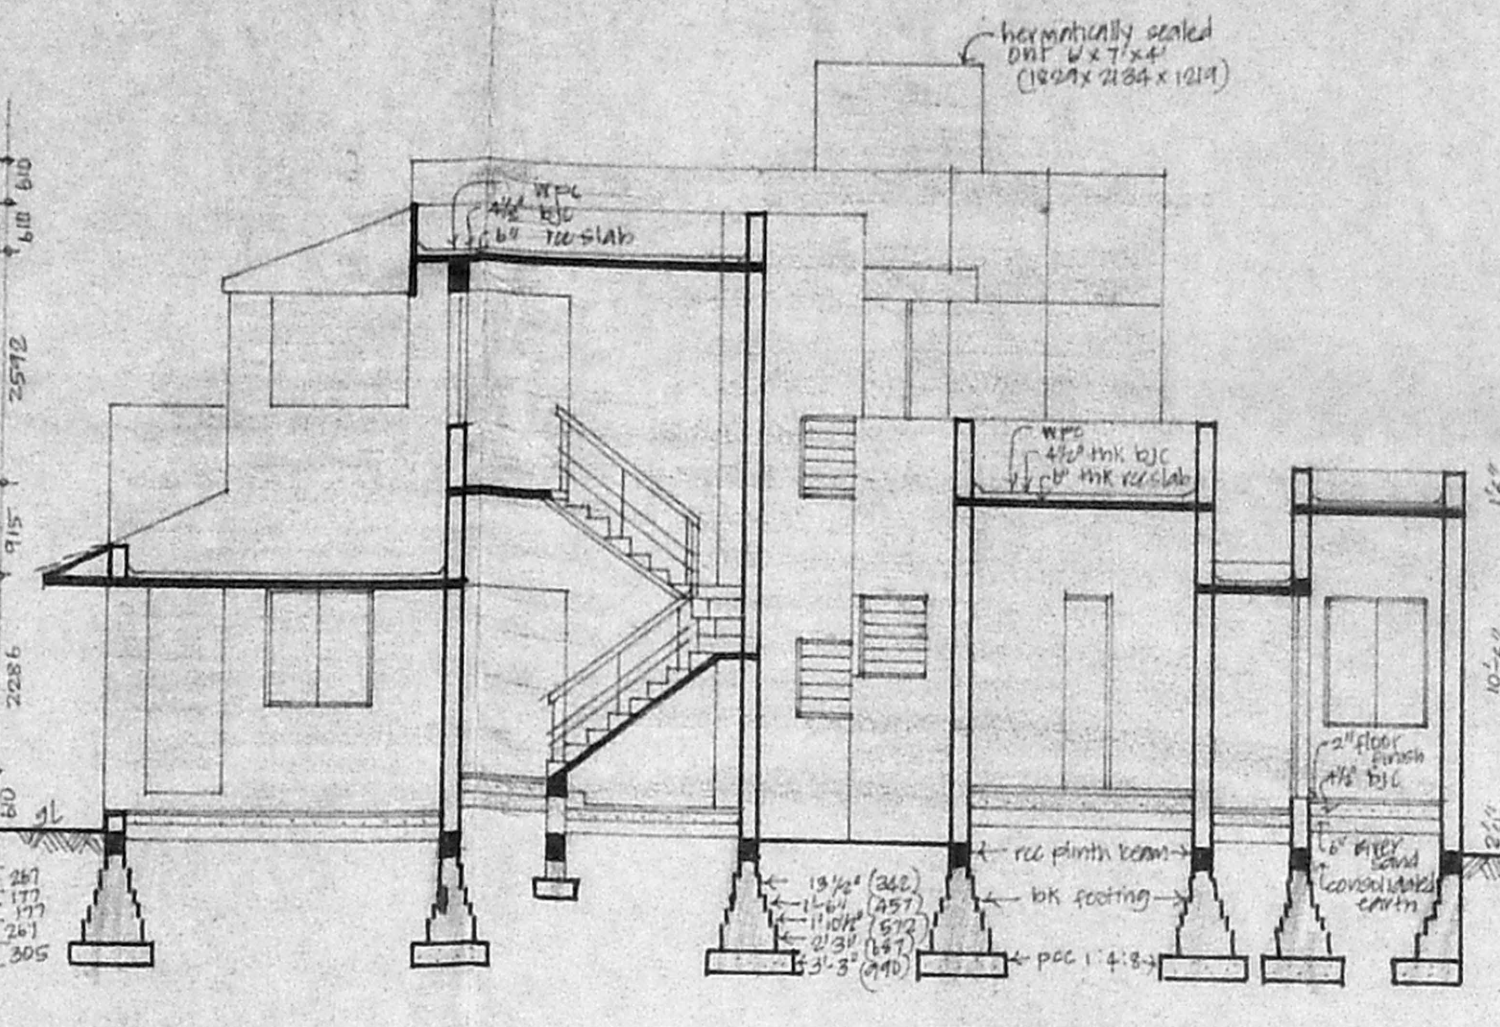 hermatically sealed
OHT 6' x 7' x 4'
(1829 x 2134 x 1219)
610
610
2592
915
2286
610
wpc
4½" bjc
6" rcc slab
wpc
4½" thk bjc
6" thk rcc slab
2" floor
finish
4½" bjc
6" river
sand
consolidated
earth
gl
rcc plinth beam
bk footing
pcc 1:4:8
13½" (342)
1'-6" (457)
1'10½" (572)
2'3" (687)
3'-3" (990)
267
177
177
267
305